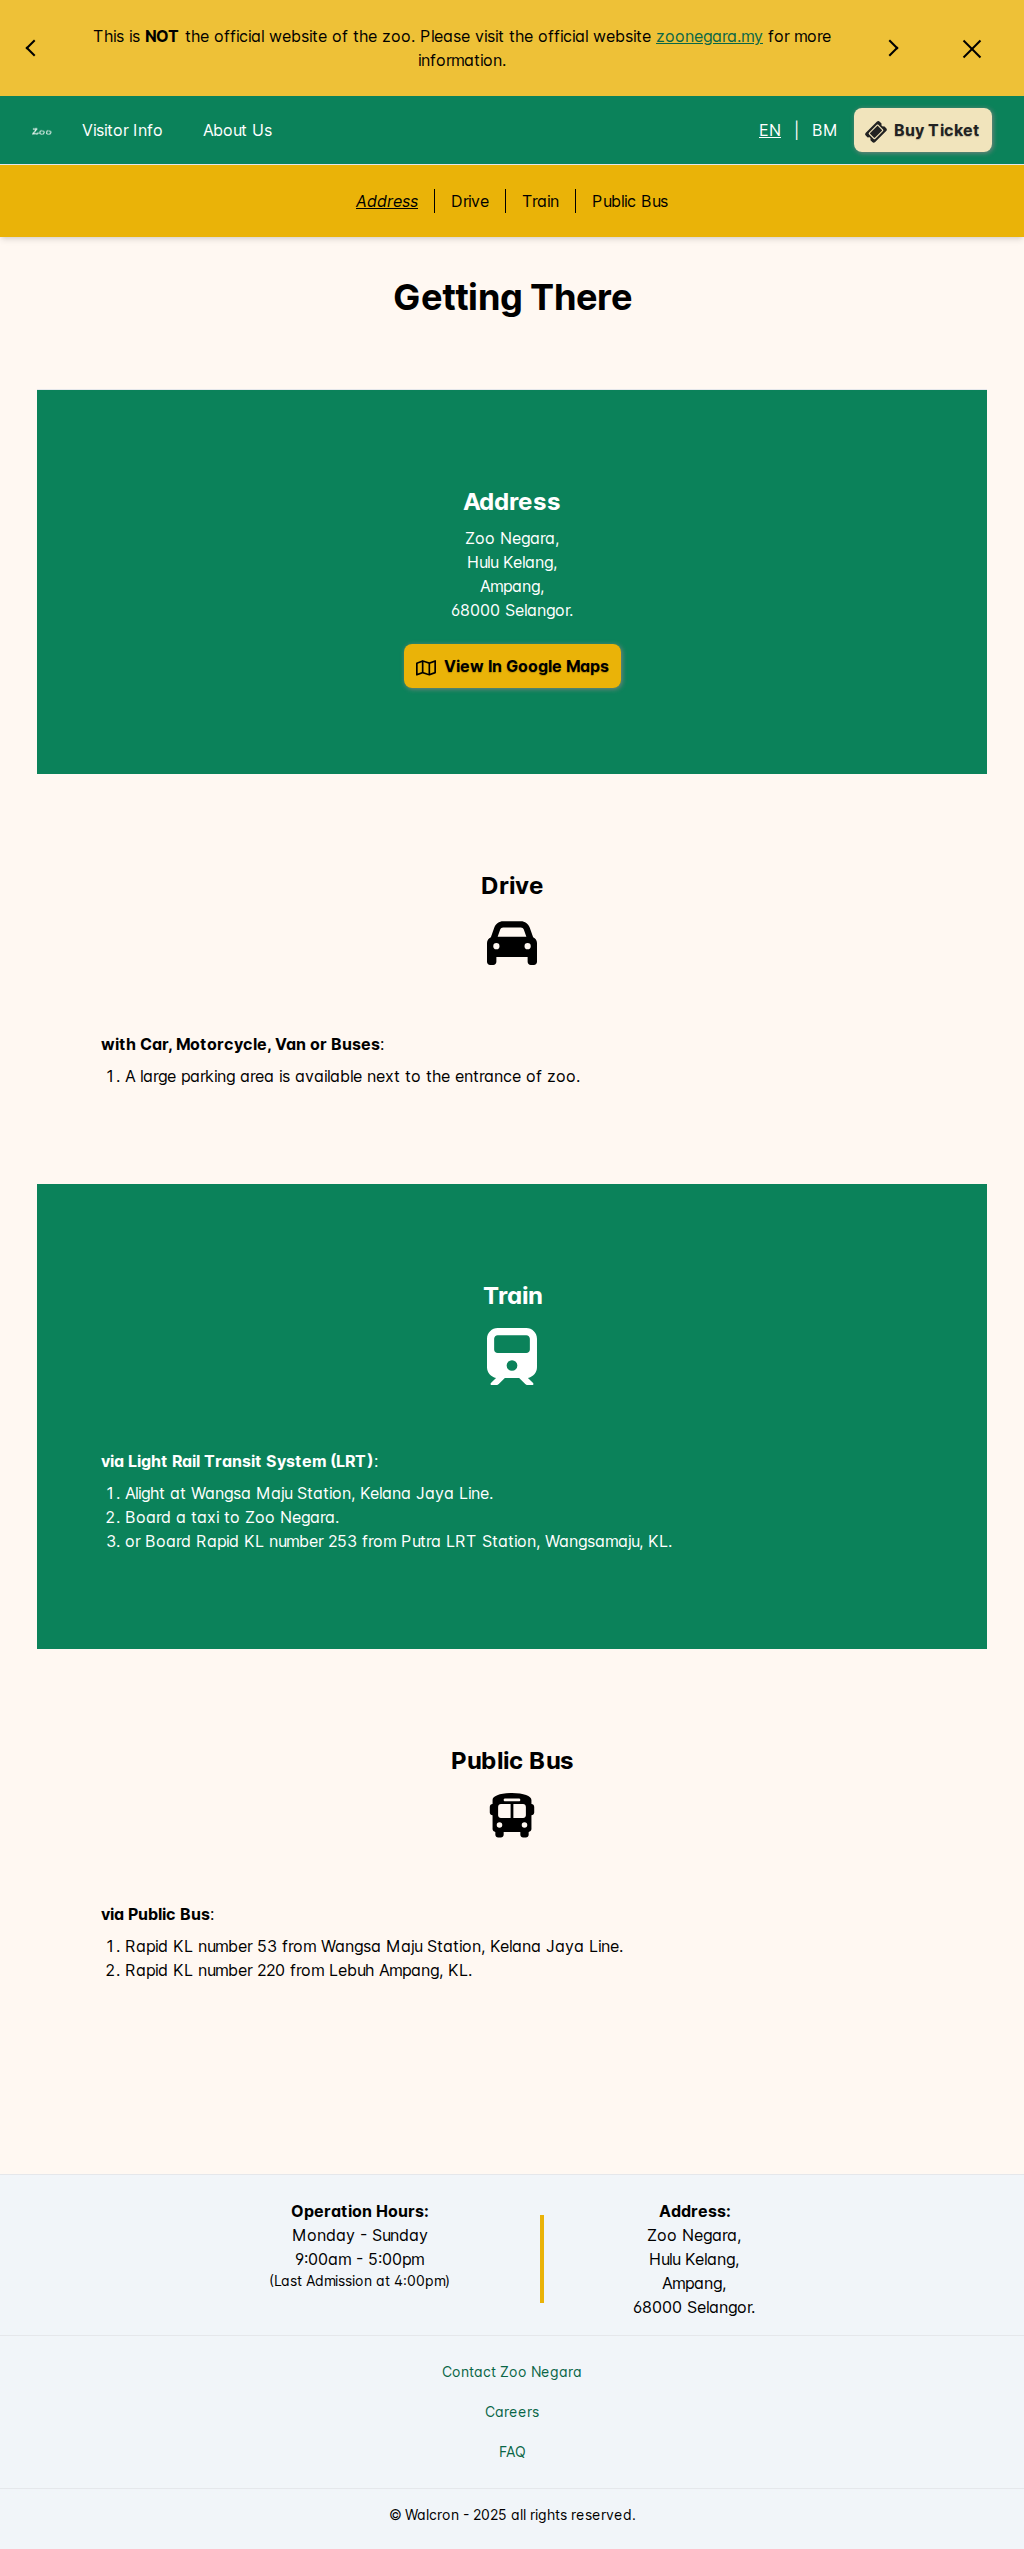 This is NOT the official website of the zoo. Please visit the official website zoonegara.my for more
information.
Zoo Visitor Info About Us EN | BM Buy Ticket
Address | Drive | Train | Public Bus
Getting There
Address
Zoo Negara,
Hulu Kelang,
Ampang,
68000 Selangor.
View In Google Maps
Drive
with Car, Motorcycle, Van or Buses:
1. A large parking area is available next to the entrance of zoo.
Train
via Light Rail Transit System (LRT):
1. Alight at Wangsa Maju Station, Kelana Jaya Line.
2. Board a taxi to Zoo Negara.
3. or Board Rapid KL number 253 from Putra LRT Station, Wangsamaju, KL.
Public Bus
via Public Bus:
1. Rapid KL number 53 from Wangsa Maju Station, Kelana Jaya Line.
2. Rapid KL number 220 from Lebuh Ampang, KL.
Operation Hours:
Monday - Sunday
9:00am - 5:00pm
(Last Admission at 4:00pm)
Address:
Zoo Negara,
Hulu Kelang,
Ampang,
68000 Selangor.
Contact Zoo Negara
Careers
FAQ
© Walcron - 2025 all rights reserved.